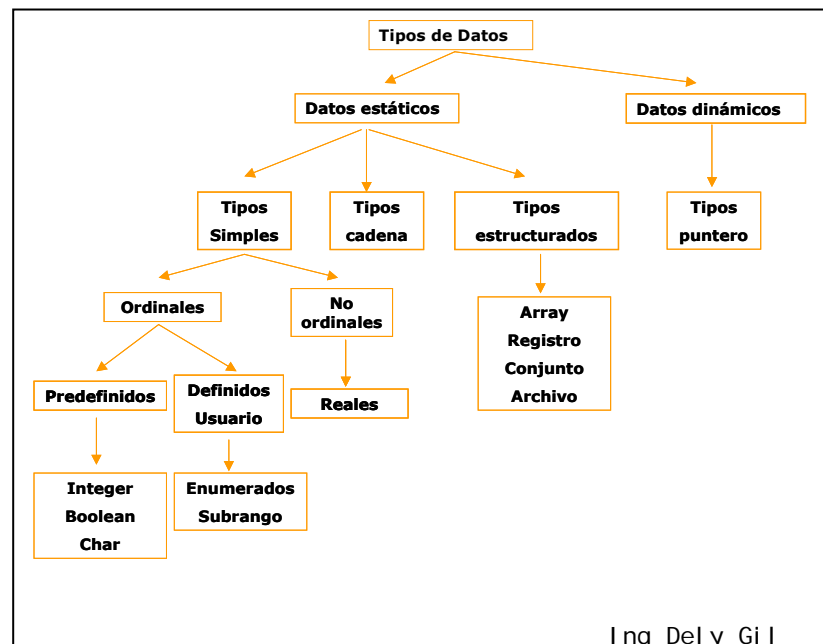 Tipos de Datos
Datos estáticos
Datos dinámicos
Tipos
Simples
Tipos
cadena
Tipos
estructurados
Tipos
puntero
Ordinales
No
ordinales
Array
Registro
Conjunto
Archivo
Predefinidos
Definidos
Usuario
Reales
Integer
Boolean
Char
Enumerados
Subrango
Ing Dely Gil